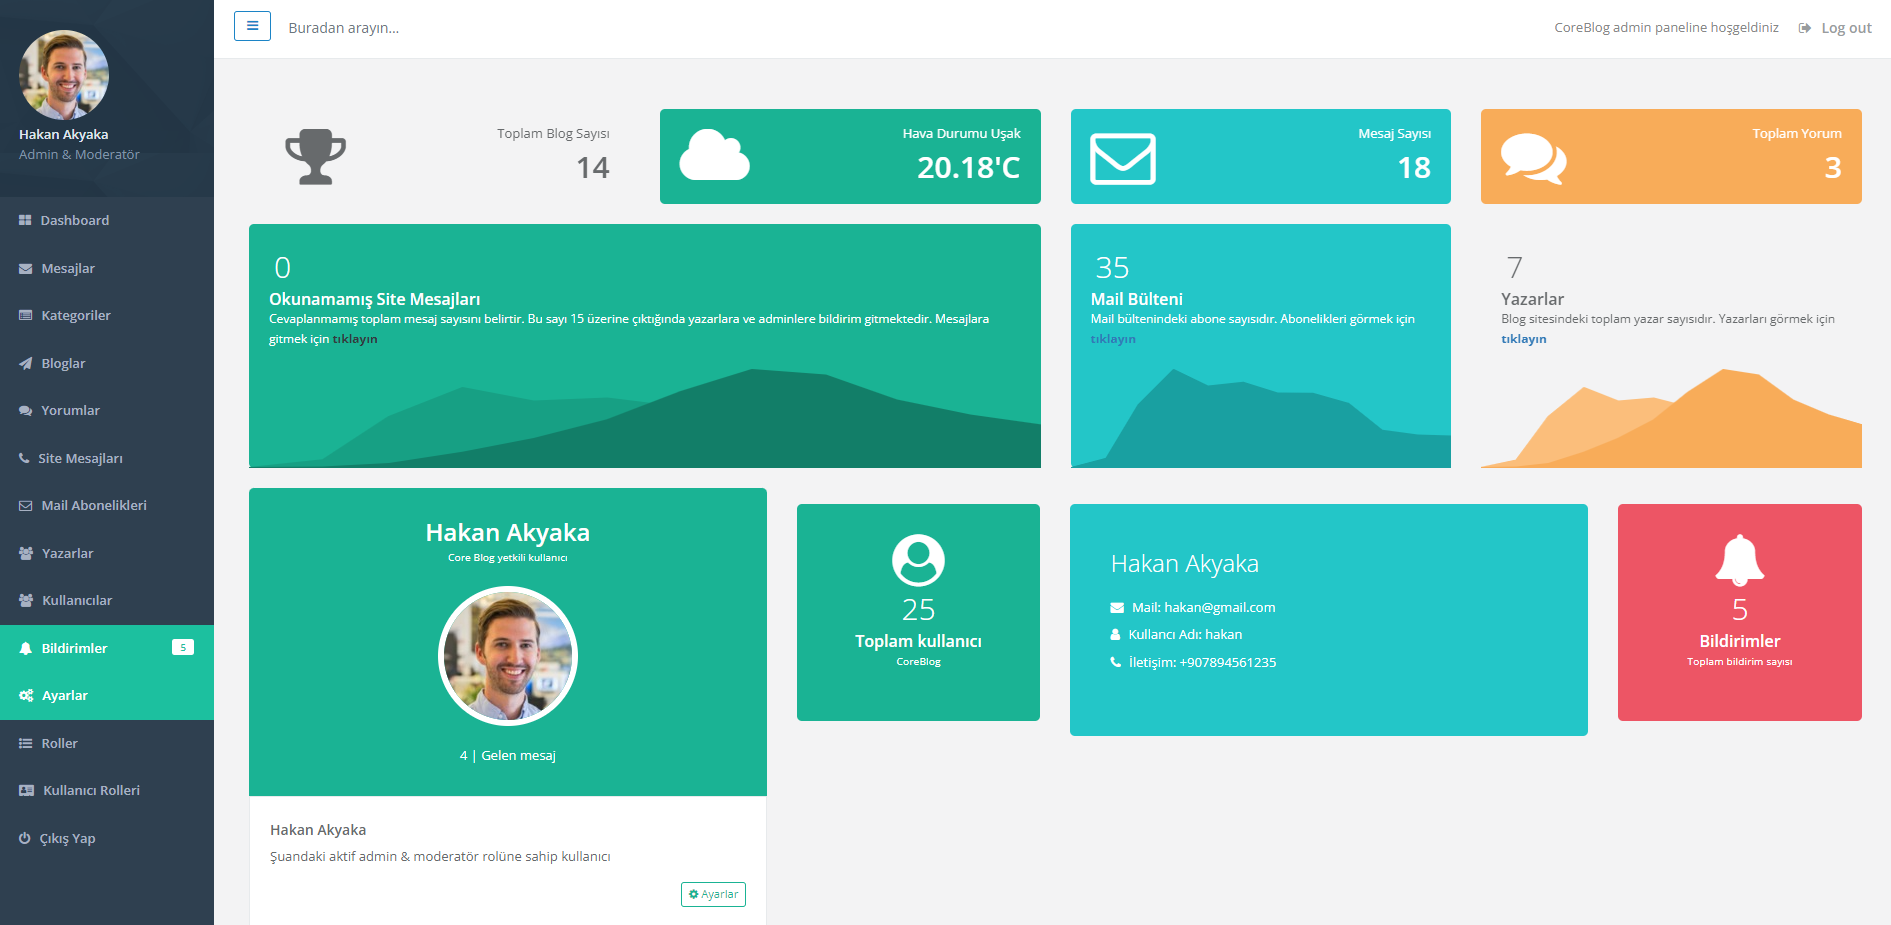 Hakan Akyaka
Admin & Moderatör
Dashboard
Mesajlar
Kategoriler
Bloglar
Yorumlar
Site Mesajları
Mail Abonelikleri
Yazarlar
Kullanıcılar
Bildirimler 5
Ayarlar
Roller
Kullanıcı Rolleri
Çıkış Yap
Buradan arayın...
CoreBlog admin paneline hoşgeldiniz
Log out
Toplam Blog Sayısı
14
Hava Durumu Uşak
20.18'C
Mesaj Sayısı
18
Toplam Yorum
3
0
Okunamamış Site Mesajları
Cevaplanmamış toplam mesaj sayısını belirtir. Bu sayı 15 üzerine çıktığında yazarlara ve adminlere bildirim gitmektedir. Mesajlara
gitmek için tıklayın
35
Mail Bülteni
Mail bültenindeki abone sayısıdır. Abonelikleri görmek için
tıklayın
7
Yazarlar
Blog sitesindeki toplam yazar sayısıdır. Yazarları görmek için
tıklayın
Hakan Akyaka
Core Blog yetkili kullanıcı
4 | Gelen mesaj
Hakan Akyaka
Şuandaki aktif admin & moderatör rolüne sahip kullanıcı
Ayarlar
25
Toplam kullanıcı
CoreBlog
Hakan Akyaka
Mail: hakan@gmail.com
Kullancı Adı: hakan
İletişim: +907894561235
5
Bildirimler
Toplam bildirim sayısı